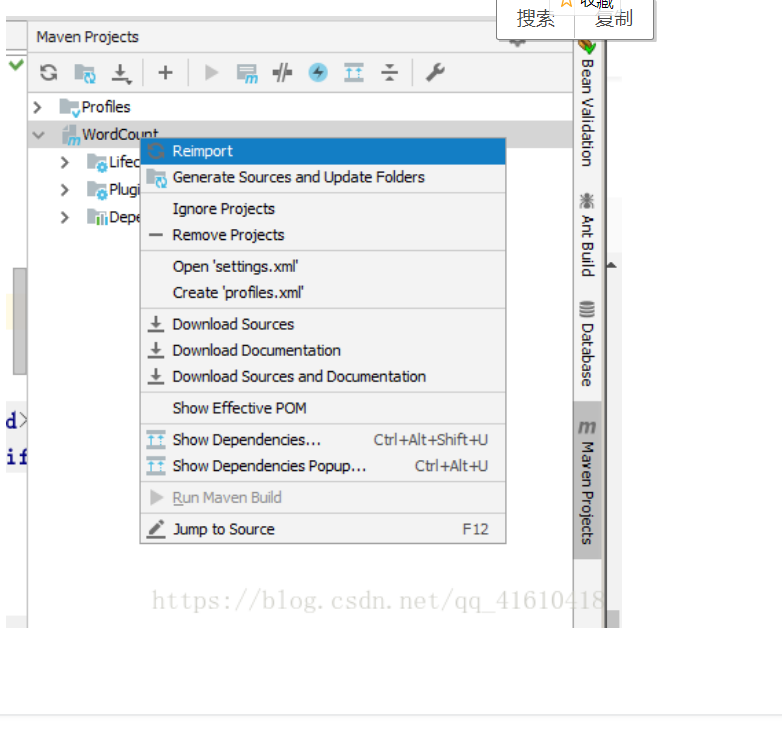 收藏
搜索 复制
Maven Projects
Profiles
WordCount
Reimport
Lifec
Generate Sources and Update Folders
Plugi
Ignore Projects
Depe
Remove Projects
Open 'settings.xml'
Create 'profiles.xml'
Download Sources
Download Documentation
Download Sources and Documentation
Show Effective POM
Show Dependencies... Ctrl+Alt+Shift+U
Show Dependencies Popup... Ctrl+Alt+U
Run Maven Build
Jump to Source F12
d>
if
Bean Validation
Ant Build
Database
Maven Projects
https://blog.csdn.net/qq_41610418